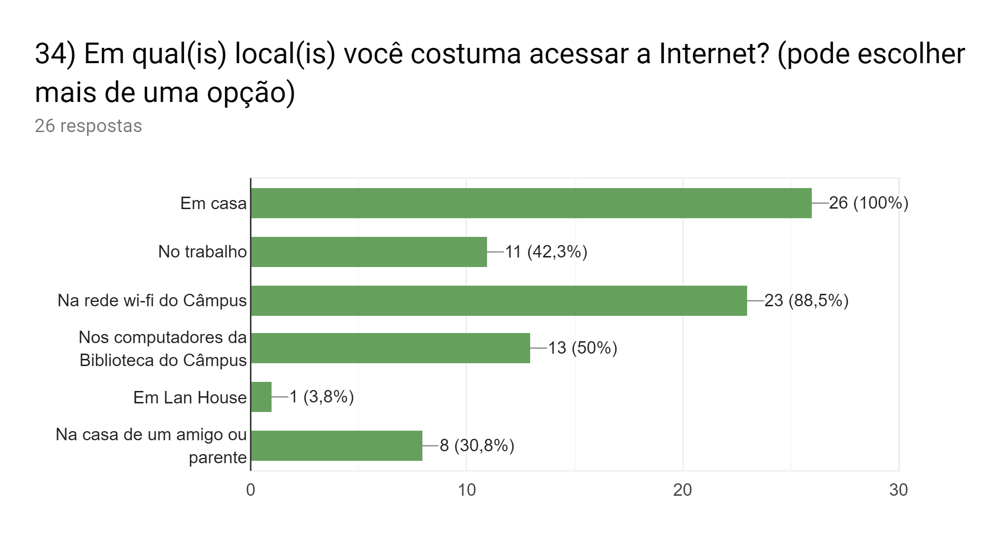 34) Em qual(is) local(is) você costuma acessar a Internet? (pode escolher
mais de uma opção)
26 respostas
Em casa
26 (100%)
No trabalho
11 (42,3%)
Na rede wi-fi do Câmpus
23 (88,5%)
Nos computadores da
Biblioteca do Câmpus
13 (50%)
Em Lan House
1 (3,8%)
Na casa de um amigo ou
parente
8 (30,8%)
0
10
20
30